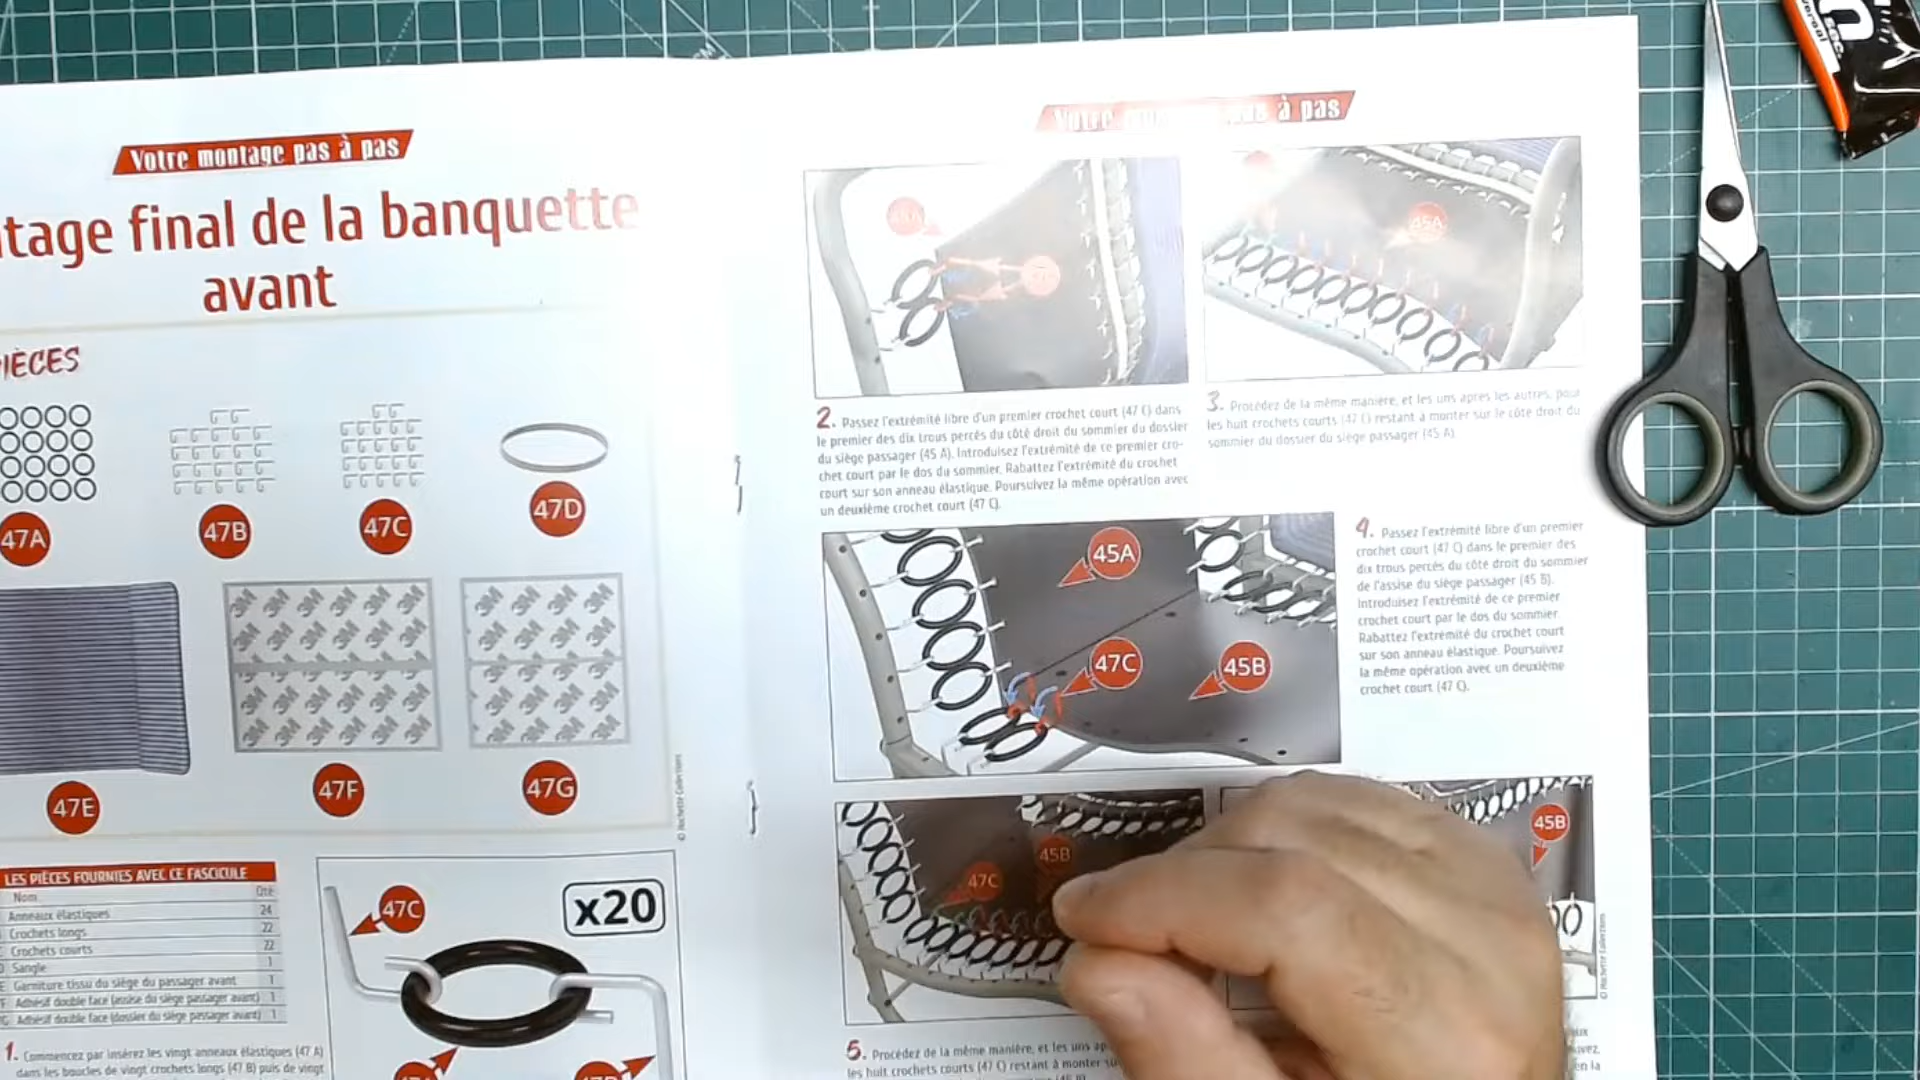 Votre montage pas à pas
tage final de la banquette
avant
IÈCES
47A
47B
47C
47D
3M
47E
47F
47G
© Hachette Collections
LES PIÈCES FOURNIES AVEC CE FASCICULE
Nom
Qté
Anneaux élastiques 24
Crochets longs 22
Crochets courts 22
Sangle 1
Garniture tissu du siège du passager avant 1
Adhésif double face (assise du siège passager avant) 1
Adhésif double face (dossier du siège passager avant) 1
47C
x20
1. Commencez par insérez les vingt anneaux élastiques (47 A)
dans les boucles de vingt crochets longs (47 B) puis de vingt
Votre pas à pas
45A
45A
2. Passez l'extrémité libre d'un premier crochet court (47 C) dans
le premier des dix trous percés du côté droit du sommier du dossier
du siège passager (45 A). Introduisez l'extrémité de ce premier cro-
chet court par le dos du sommier. Rabattez l'extrémité du crochet
court sur son anneau élastique. Poursuivez la même opération avec
un deuxième crochet court (47 C).
3. Procédez de la même manière, et les uns après les autres, pour
les huit crochets courts (47 C) restant à monter sur le côté droit du
sommier du dossier du siège passager (45 A).
45A
47C
45B
4. Passez l'extrémité libre d'un premier
crochet court (47 C) dans le premier des
dix trous percés du côté droit du sommier
de l'assise du siège passager (45 B).
Introduisez l'extrémité de ce premier
crochet court par le dos du sommier
Rabattez l'extrémité du crochet court
sur son anneau élastique. Poursuivez
la même opération avec un deuxième
crochet court (47 C).
45B
47C
45B
© Hachette Collections
5. Procédez de la même manière, et les uns ap
les huit crochets courts (47 C) restant à monter su
en la